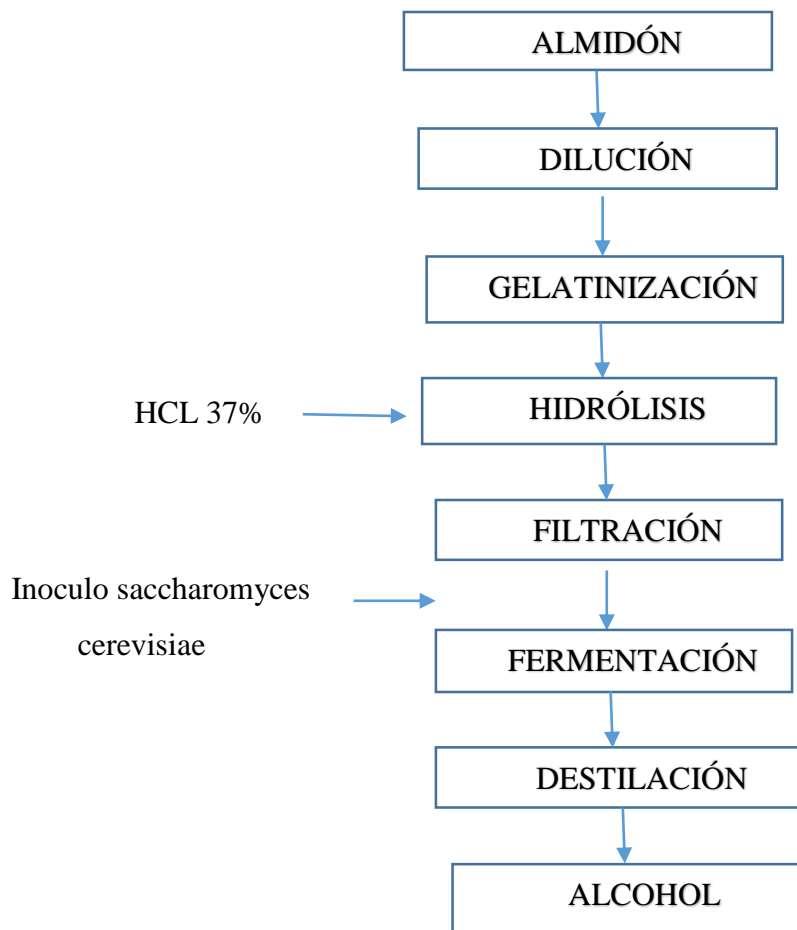 ALMIDÓN
DILUCIÓN
GELATINIZACIÓN
HCL 37%
HIDRÓLISIS
FILTRACIÓN
Inoculo saccharomyces
cerevisiae
FERMENTACIÓN
DESTILACIÓN
ALCOHOL